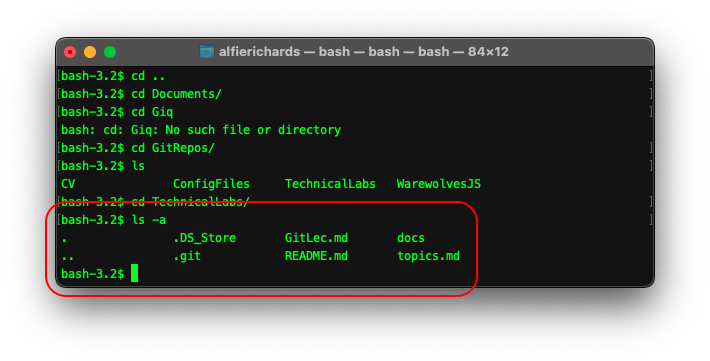 alfierichards — bash — bash — bash — 84×12
[bash-3.2$ cd .. ]
[bash-3.2$ cd Documents/ ]
[bash-3.2$ cd Giq ]
bash: cd: Giq: No such file or directory
[bash-3.2$ cd GitRepos/ ]
[bash-3.2$ ls ]
CV ConfigFiles TechnicalLabs WarewolvesJS
[bash-3.2$ cd TechnicalLabs/ ]
[bash-3.2$ ls -a ]
. .DS_Store GitLec.md docs
.. .git README.md topics.md
bash-3.2$